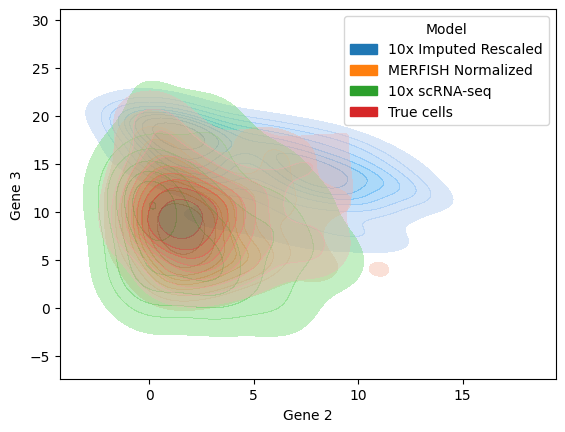 Model
10x Imputed Rescaled
MERFISH Normalized
10x scRNA-seq
True cells
30
25
20
15
10
5
0
−5
Gene 3
0
5
10
15
Gene 2